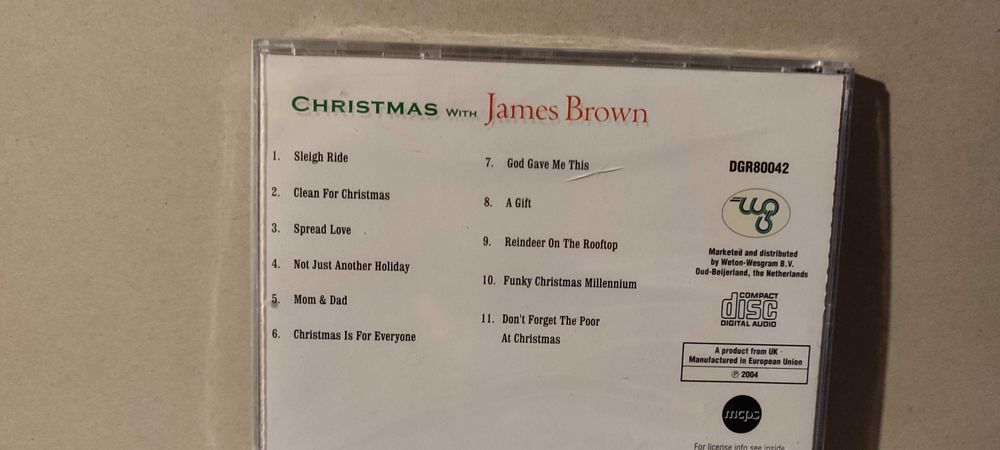 CHRISTMAS WITH James Brown
1. Sleigh Ride
2. Clean For Christmas
3. Spread Love
4. Not Just Another Holiday
5. Mom & Dad
6. Christmas Is For Everyone
7. God Gave Me This
8. A Gift
9. Reindeer On The Rooftop
10. Funky Christmas Millennium
11. Don't Forget The Poor
At Christmas
DGR80042
wg
Marketed and distributed
by Weton-Wesgram B.V.
Oud-Beijerland, the Netherlands
COMPACT
disc
DIGITAL AUDIO
A product from UK -
Manufactured in European Union
℗ 2004
mcps
For license info see inside